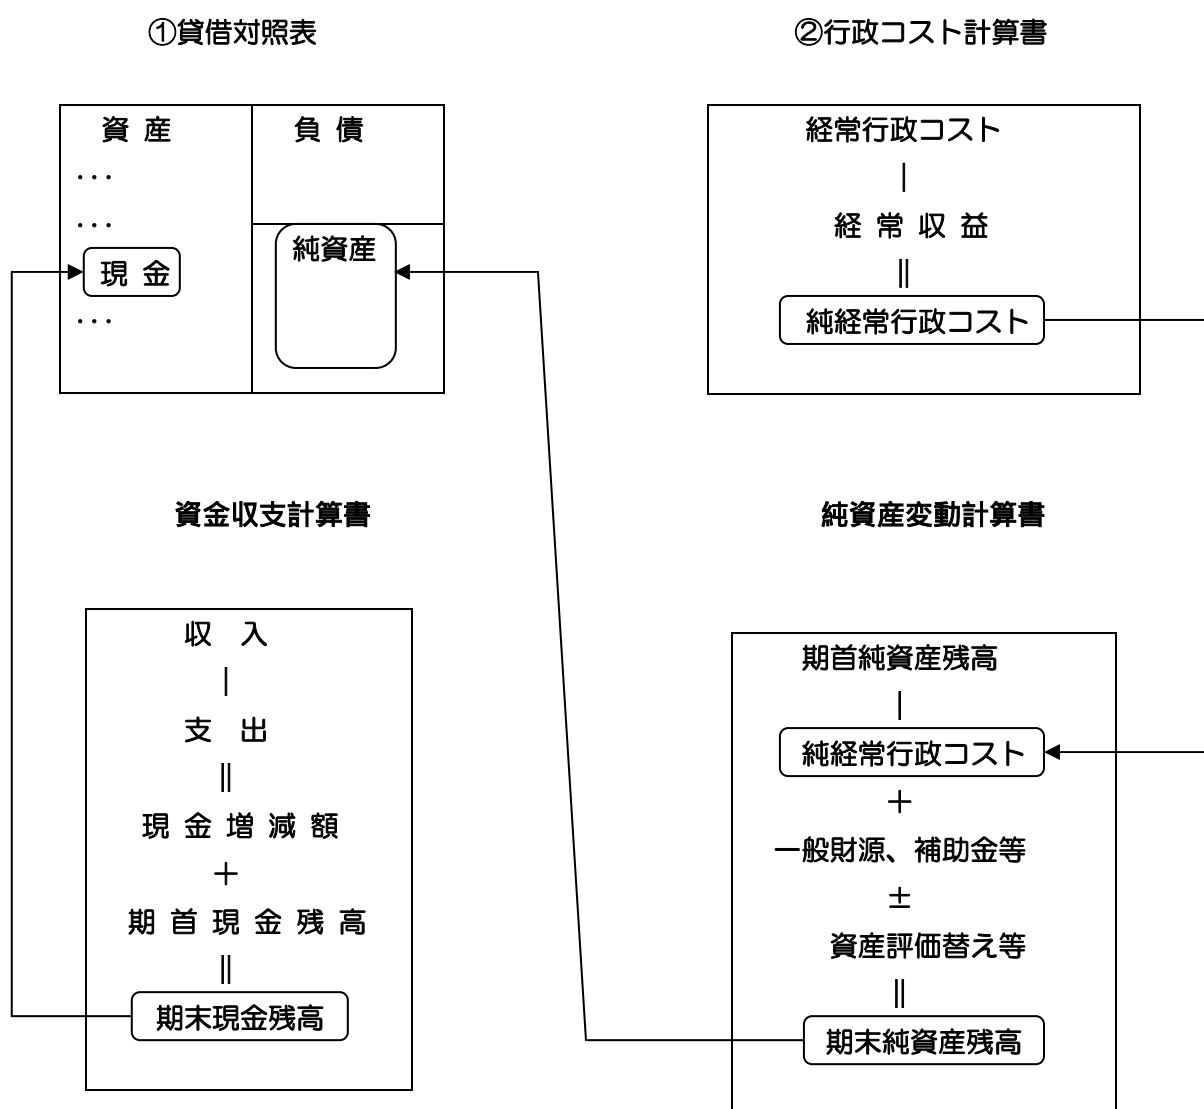 ①貸借対照表
資 産
負 債
･･･
･･･
純資産
現 金
･･･
②行政コスト計算書
経常行政コスト
｜
経 常 収 益
∥
純経常行政コスト
資金収支計算書
収　入
｜
支　出
∥
現 金 増 減 額
＋
期 首 現 金 残 高
∥
期末現金残高
純資産変動計算書
期首純資産残高
｜
純経常行政コスト
＋
一般財源、補助金等
±
資産評価替え等
∥
期末純資産残高